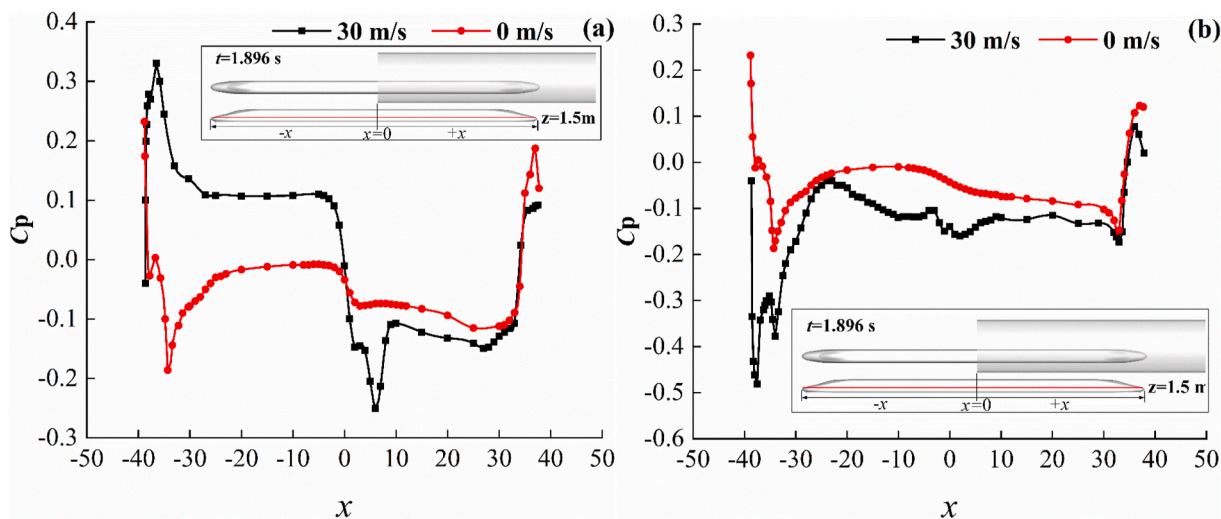 30 m/s 0 m/s (a)
t=1.896 s
z=1.5m
-x x=0 +x
0.4
0.3
0.2
0.1
0.0
-0.1
-0.2
-0.3
Cp
-50 -40 -30 -20 -10 0 10 20 30 40 50
x
(b)
30 m/s 0 m/s
0.3
0.2
0.1
0.0
-0.1
-0.2
-0.3
-0.4
-0.5
-0.6
Cp
t=1.896 s
z=1.5 m
-x x=0 +x
-50 -40 -30 -20 -10 0 10 20 30 40 50
x